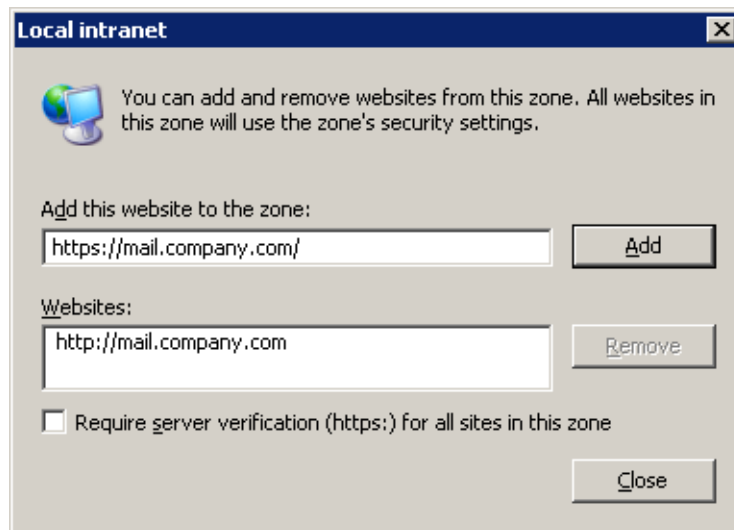 Local intranet
You can add and remove websites from this zone. All websites in
this zone will use the zone's security settings.
Add this website to the zone:
https://mail.company.com/
Add
Websites:
http://mail.company.com
Remove
Require server verification (https:) for all sites in this zone
Close